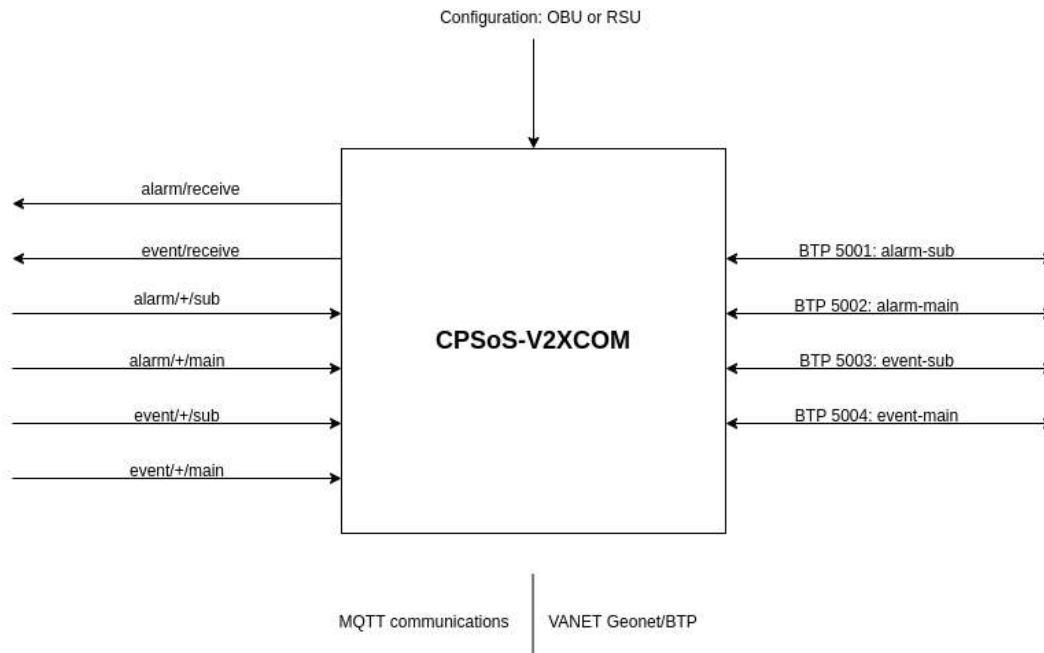 Configuration: OBU or RSU
alarm/receive
event/receive
alarm/+/sub
alarm/+/main
event/+/sub
event/+/main
CPSoS-V2XCOM
BTP 5001: alarm-sub
BTP 5002: alarm-main
BTP 5003: event-sub
BTP 5004: event-main
MQTT communications
VANET Geonet/BTP